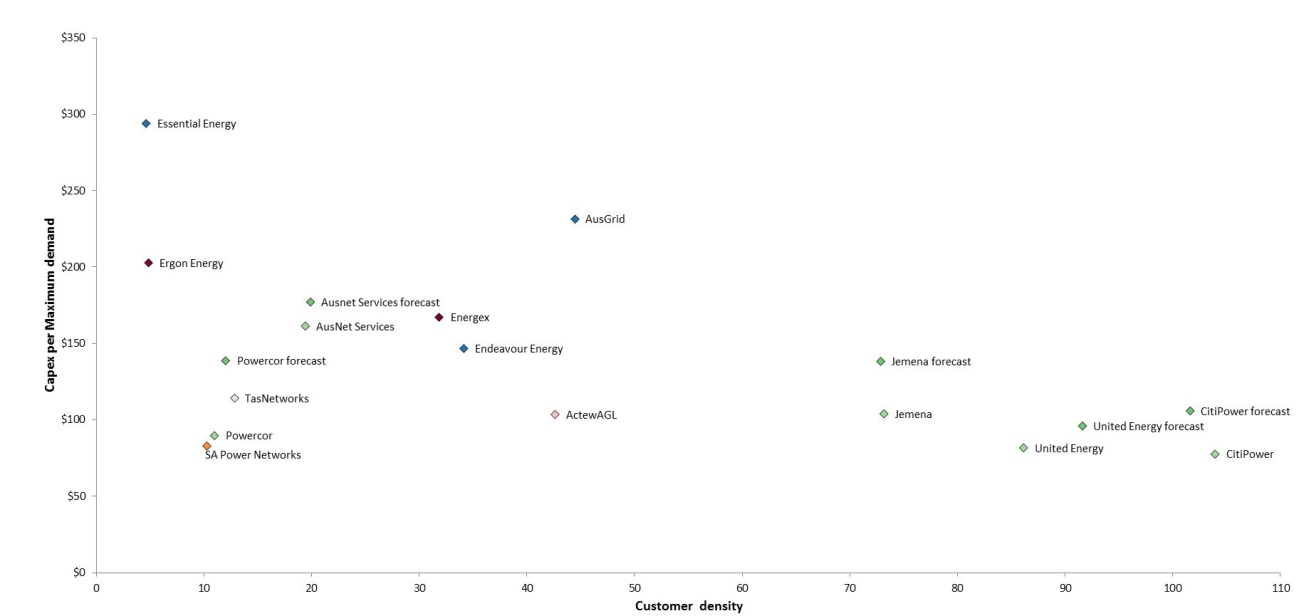 $350
$300
$250
$200
$150
$100
$50
$0
Capex per Maximum demand
Essential Energy
AusGrid
Ergon Energy
Ausnet Services forecast
Energex
AusNet Services
Endeavour Energy
Powercor forecast
Jemena forecast
TasNetworks
CitiPower forecast
ActewAGL
Jemena
United Energy forecast
Powercor
United Energy
SA Power Networks
CitiPower
0 10 20 30 40 50 60 70 80 90 100 110
Customer density